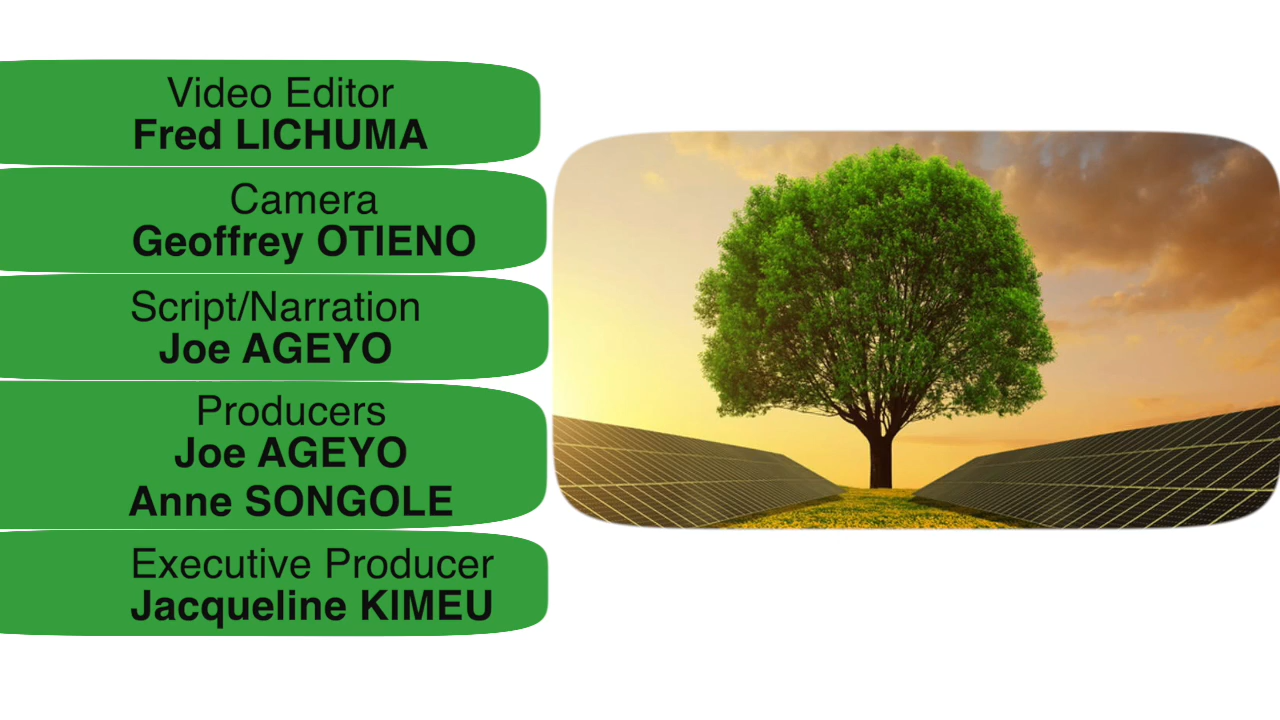 Video Editor
Fred LICHUMA
Camera
Geoffrey OTIENO
Script/Narration
Joe AGEYO
Producers
Joe AGEYO
Anne SONGOLE
Executive Producer
Jacqueline KIMEU